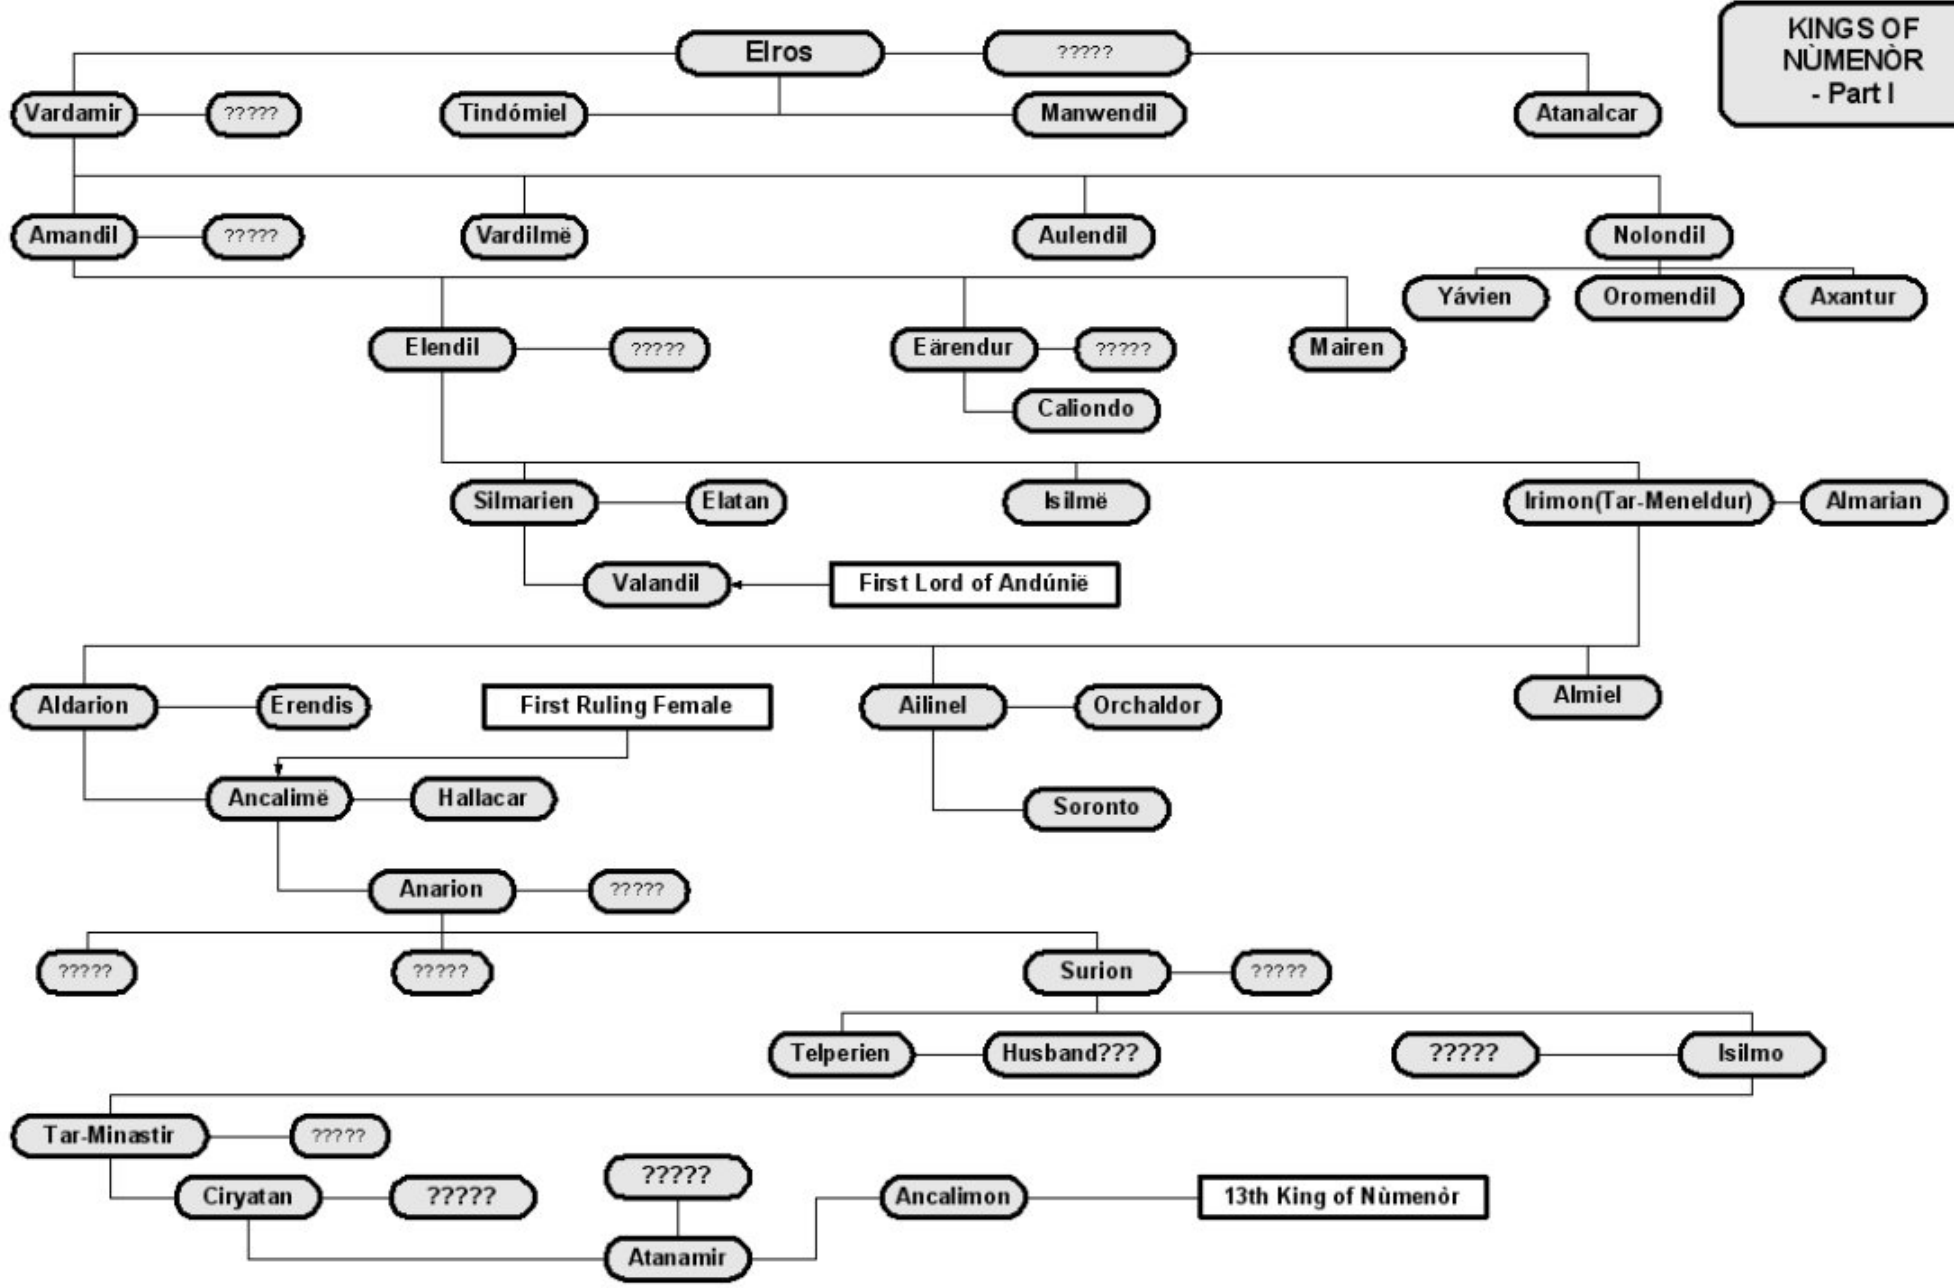 KINGS OF
NÙMENÒR
- Part I
Elros
?????
Vardamir
?????
Tindómiel
Manwendil
Atanalcar
Amandil
?????
Vardilmë
Aulendil
Nolondil
Yávien
Oromendil
Axantur
Elendil
?????
Eärendur
?????
Mairen
Caliondo
Silmarien
Elatan
Isilmë
Irimon(Tar-Meneldur)
Almarian
Valandil
First Lord of Andúnië
Aldarion
Erendis
First Ruling Female
Ailinel
Orchaldor
Almiel
Ancalimë
Hallacar
Soronto
Anarion
?????
?????
?????
Surion
?????
Telperien
Husband???
?????
Isilmo
Tar-Minastir
?????
Ciryatan
?????
?????
Ancalimon
13th King of Nùmenòr
Atanamir